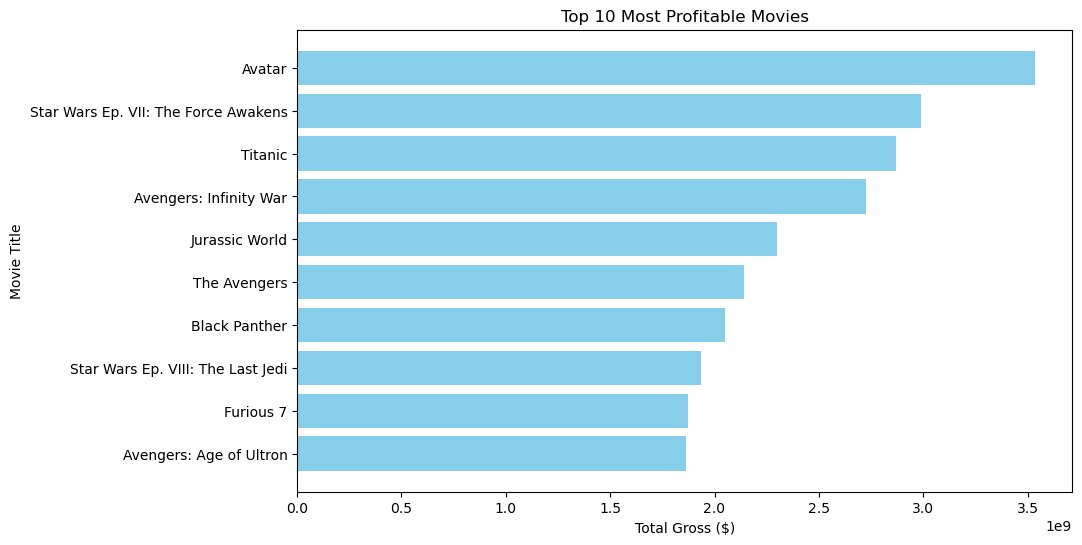 Top 10 Most Profitable Movies
Movie Title
Avatar
Star Wars Ep. VII: The Force Awakens
Titanic
Avengers: Infinity War
Jurassic World
The Avengers
Black Panther
Star Wars Ep. VIII: The Last Jedi
Furious 7
Avengers: Age of Ultron
0.0 0.5 1.0 1.5 2.0 2.5 3.0 3.5
1e9
Total Gross ($)